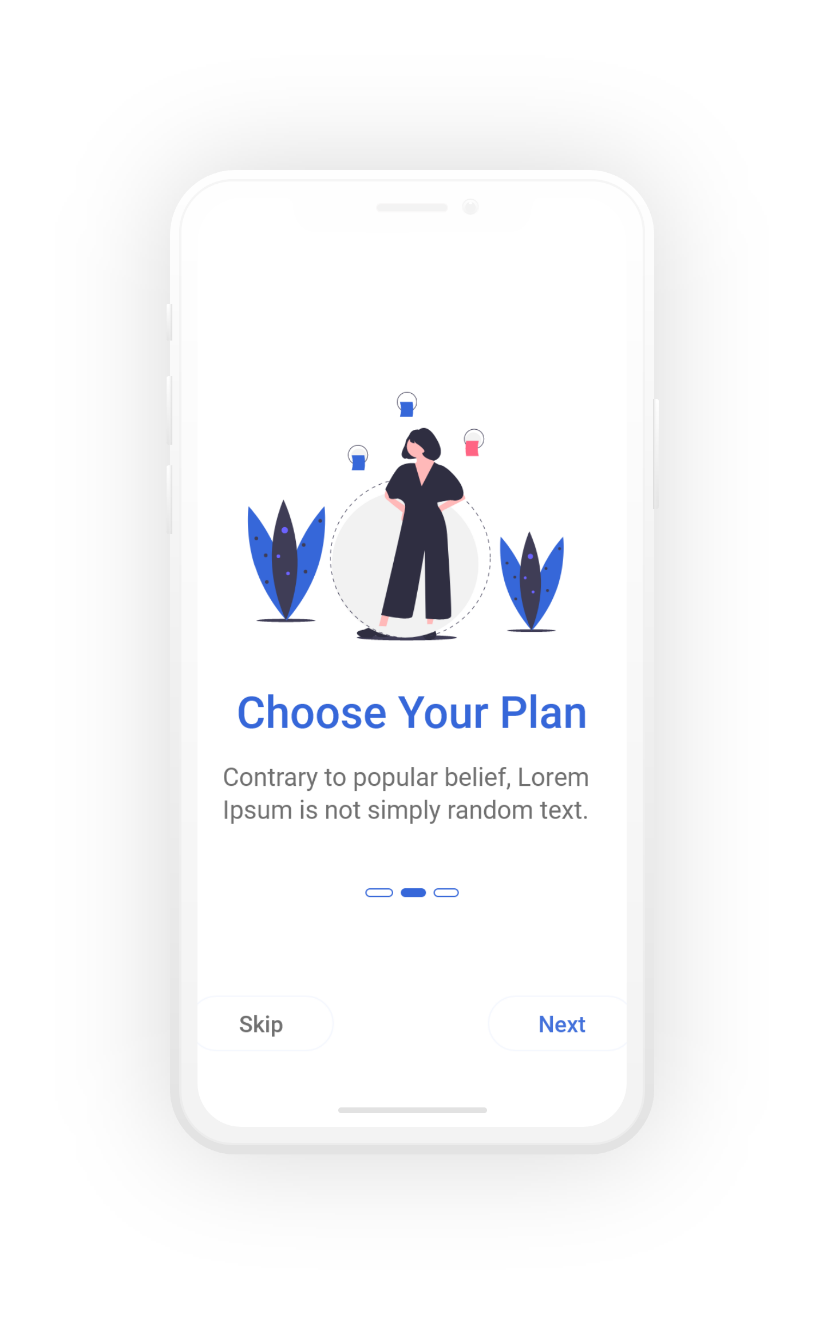 Choose Your Plan
Contrary to popular belief, Lorem
Ipsum is not simply random text.
Skip
Next